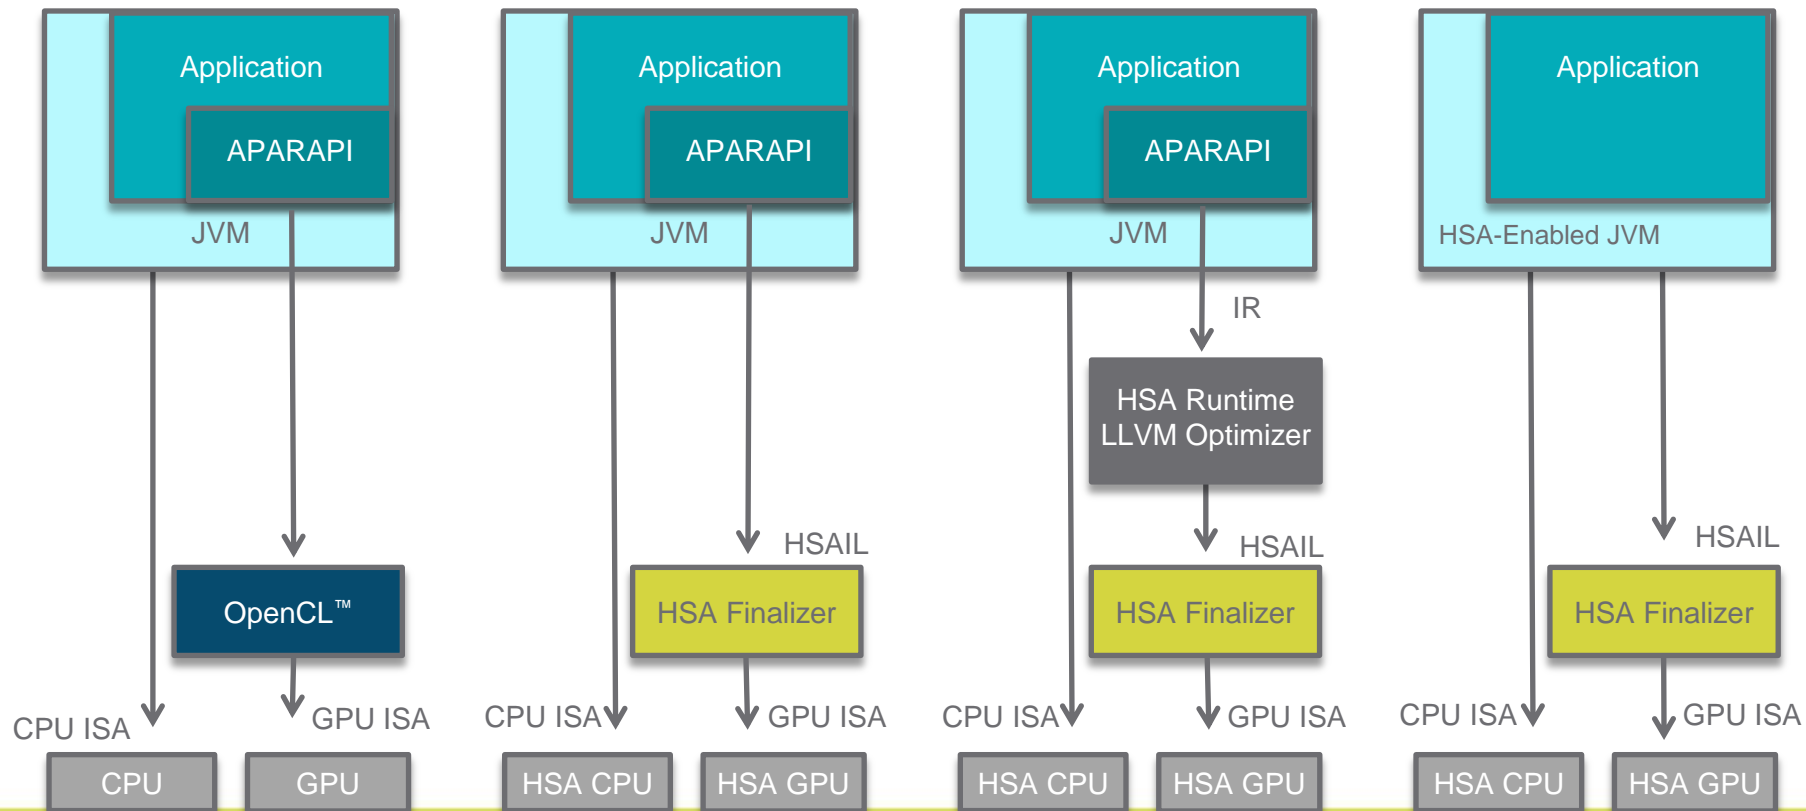 Application
APARAPI
JVM
OpenCL™
CPU ISA
GPU ISA
CPU
GPU
Application
APARAPI
JVM
HSAIL
HSA Finalizer
CPU ISA
GPU ISA
HSA CPU
HSA GPU
Application
APARAPI
JVM
IR
HSA Runtime
LLVM Optimizer
HSAIL
HSA Finalizer
CPU ISA
GPU ISA
HSA CPU
HSA GPU
Application
HSA-Enabled JVM
HSAIL
HSA Finalizer
CPU ISA
GPU ISA
HSA CPU
HSA GPU